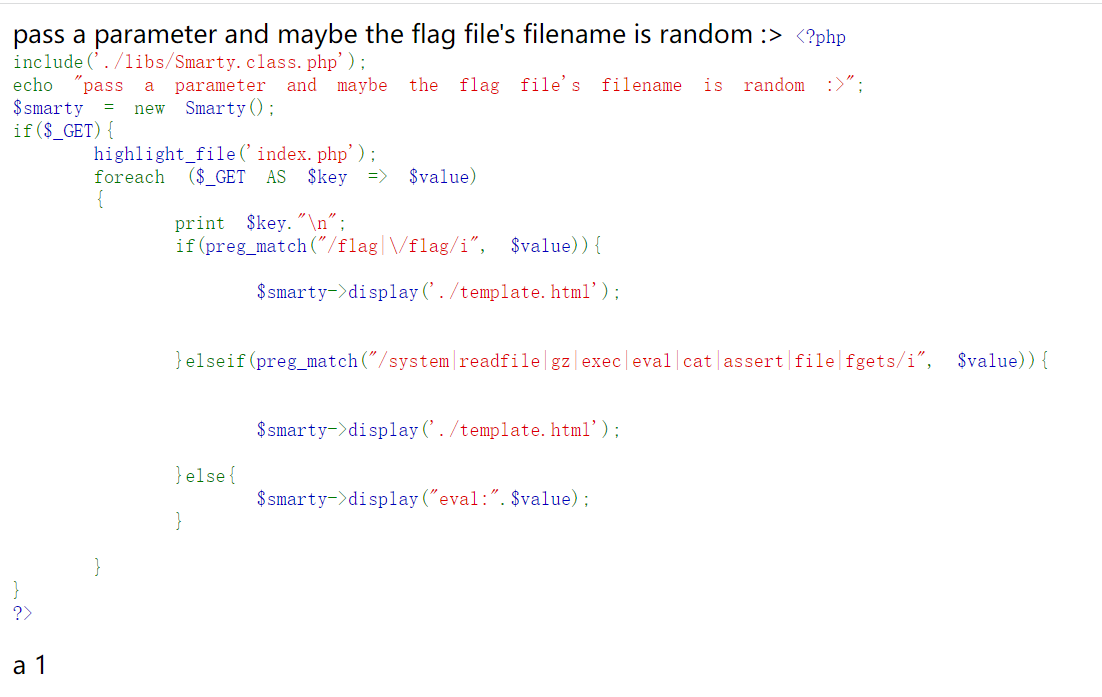 pass a parameter and maybe the flag file's filename is random :> <?php
include('./libs/Smarty.class.php');
echo "pass a parameter and maybe the flag file's filename is random :>";
$smarty = new Smarty();
if($_GET){
highlight_file('index.php');
foreach ($_GET AS $key => $value)
{
print $key."\n";
if(preg_match("/flag|\/flag/i", $value)){
$smarty->display('./template.html');
}elseif(preg_match("/system|readfile|gz|exec|eval|cat|assert|file|fgets/i", $value)){
$smarty->display('./template.html');
}else{
$smarty->display("eval:".$value);
}
}
}
?>
a 1